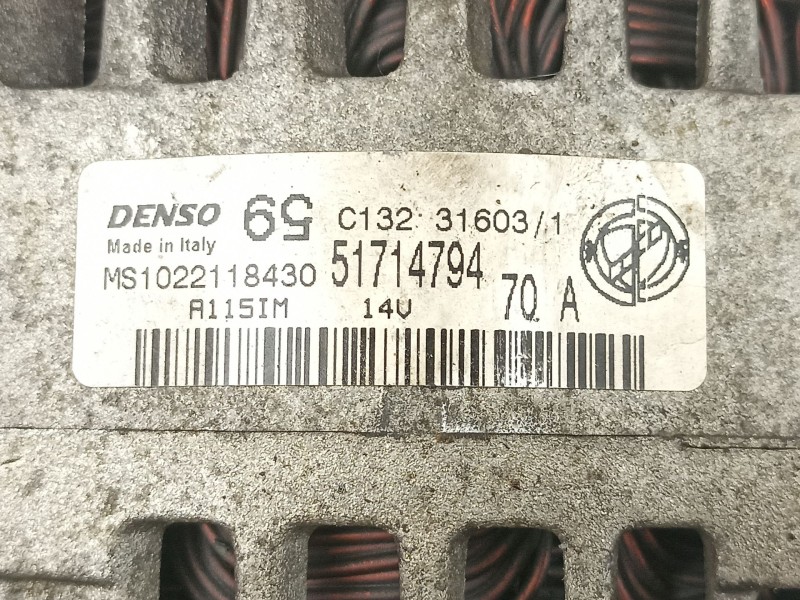 DENSO 59 C132 31603/1
Made in Italy
MS1022118430 51714794 70 A
A115IM 14V